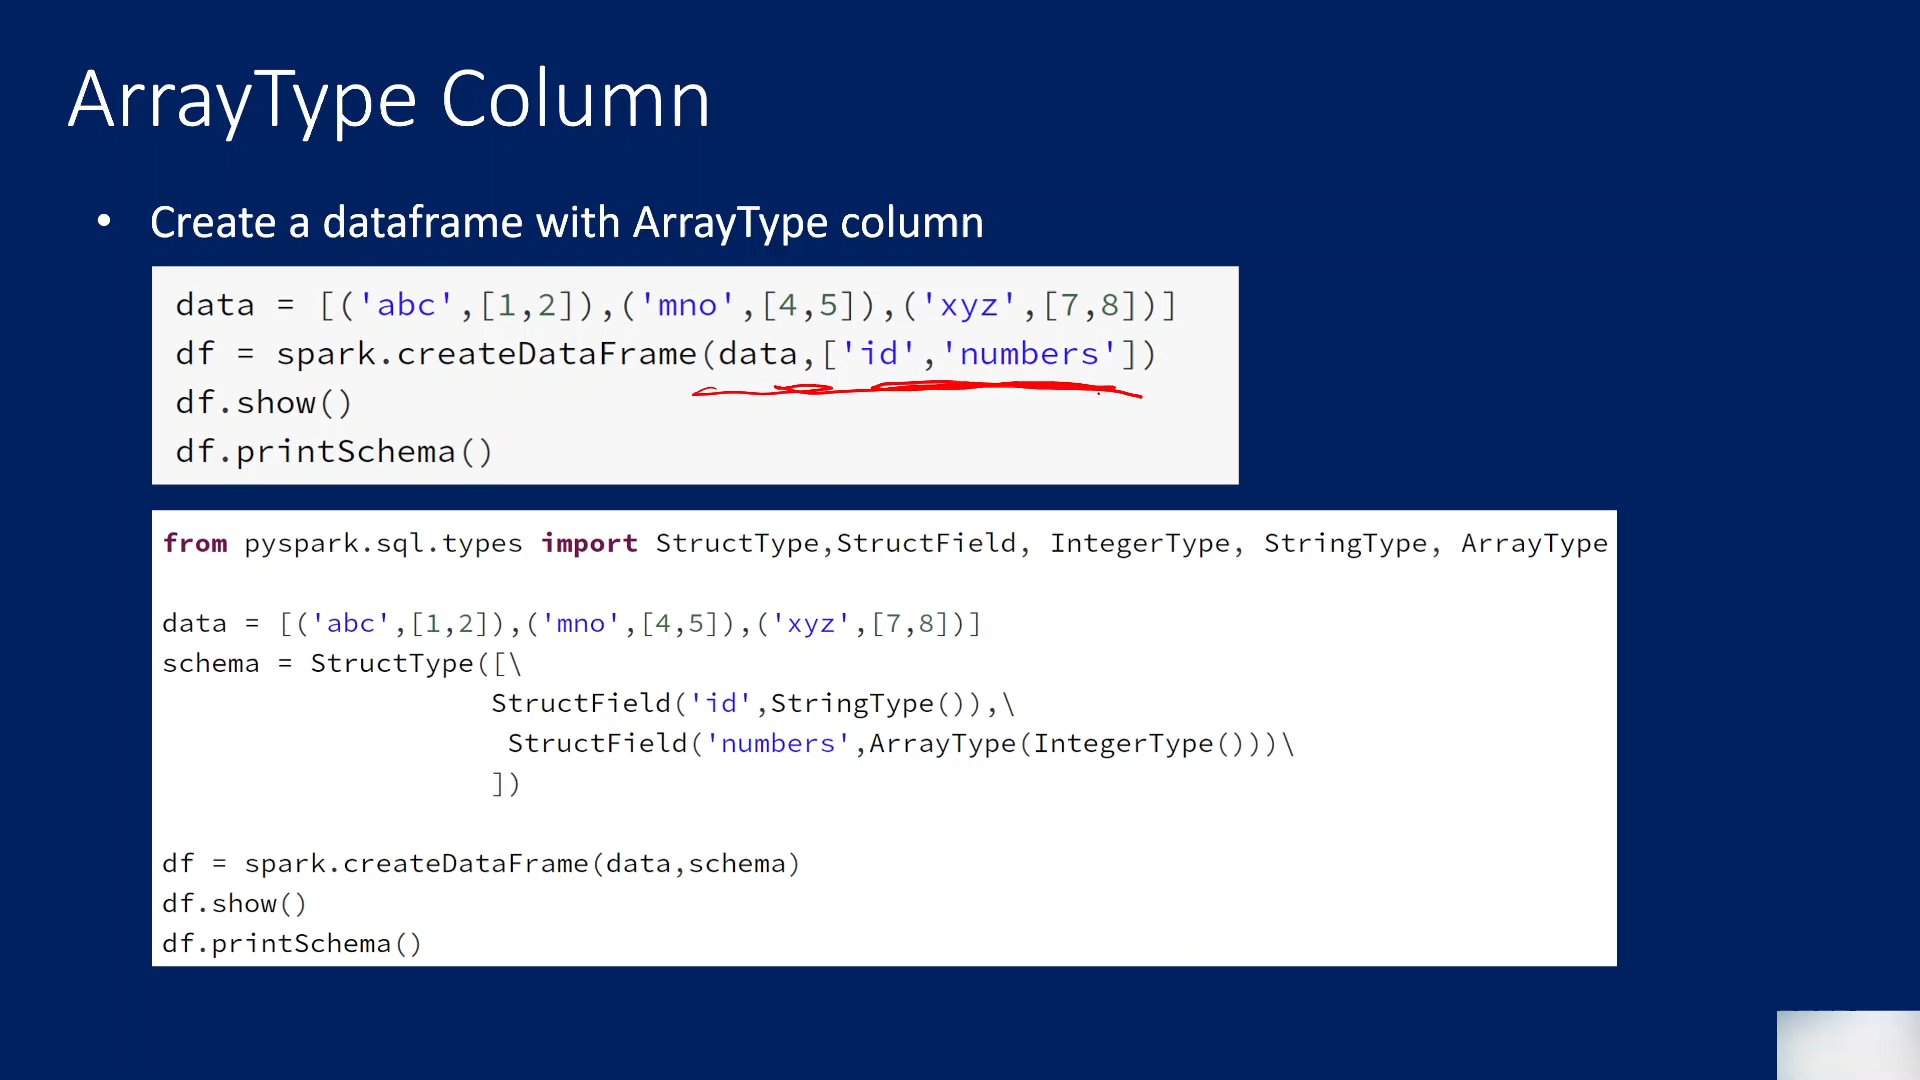 ArrayType Column
• Create a dataframe with ArrayType column
data = [('abc',[1,2]),('mno',[4,5]),('xyz',[7,8])]
df = spark.createDataFrame(data,['id','numbers'])
df.show()
df.printSchema()
from pyspark.sql.types import StructType,StructField, IntegerType, StringType, ArrayType
data = [('abc',[1,2]),('mno',[4,5]),('xyz',[7,8])]
schema = StructType([\
StructField('id',StringType()),\
StructField('numbers',ArrayType(IntegerType()))\
])
df = spark.createDataFrame(data,schema)
df.show()
df.printSchema()